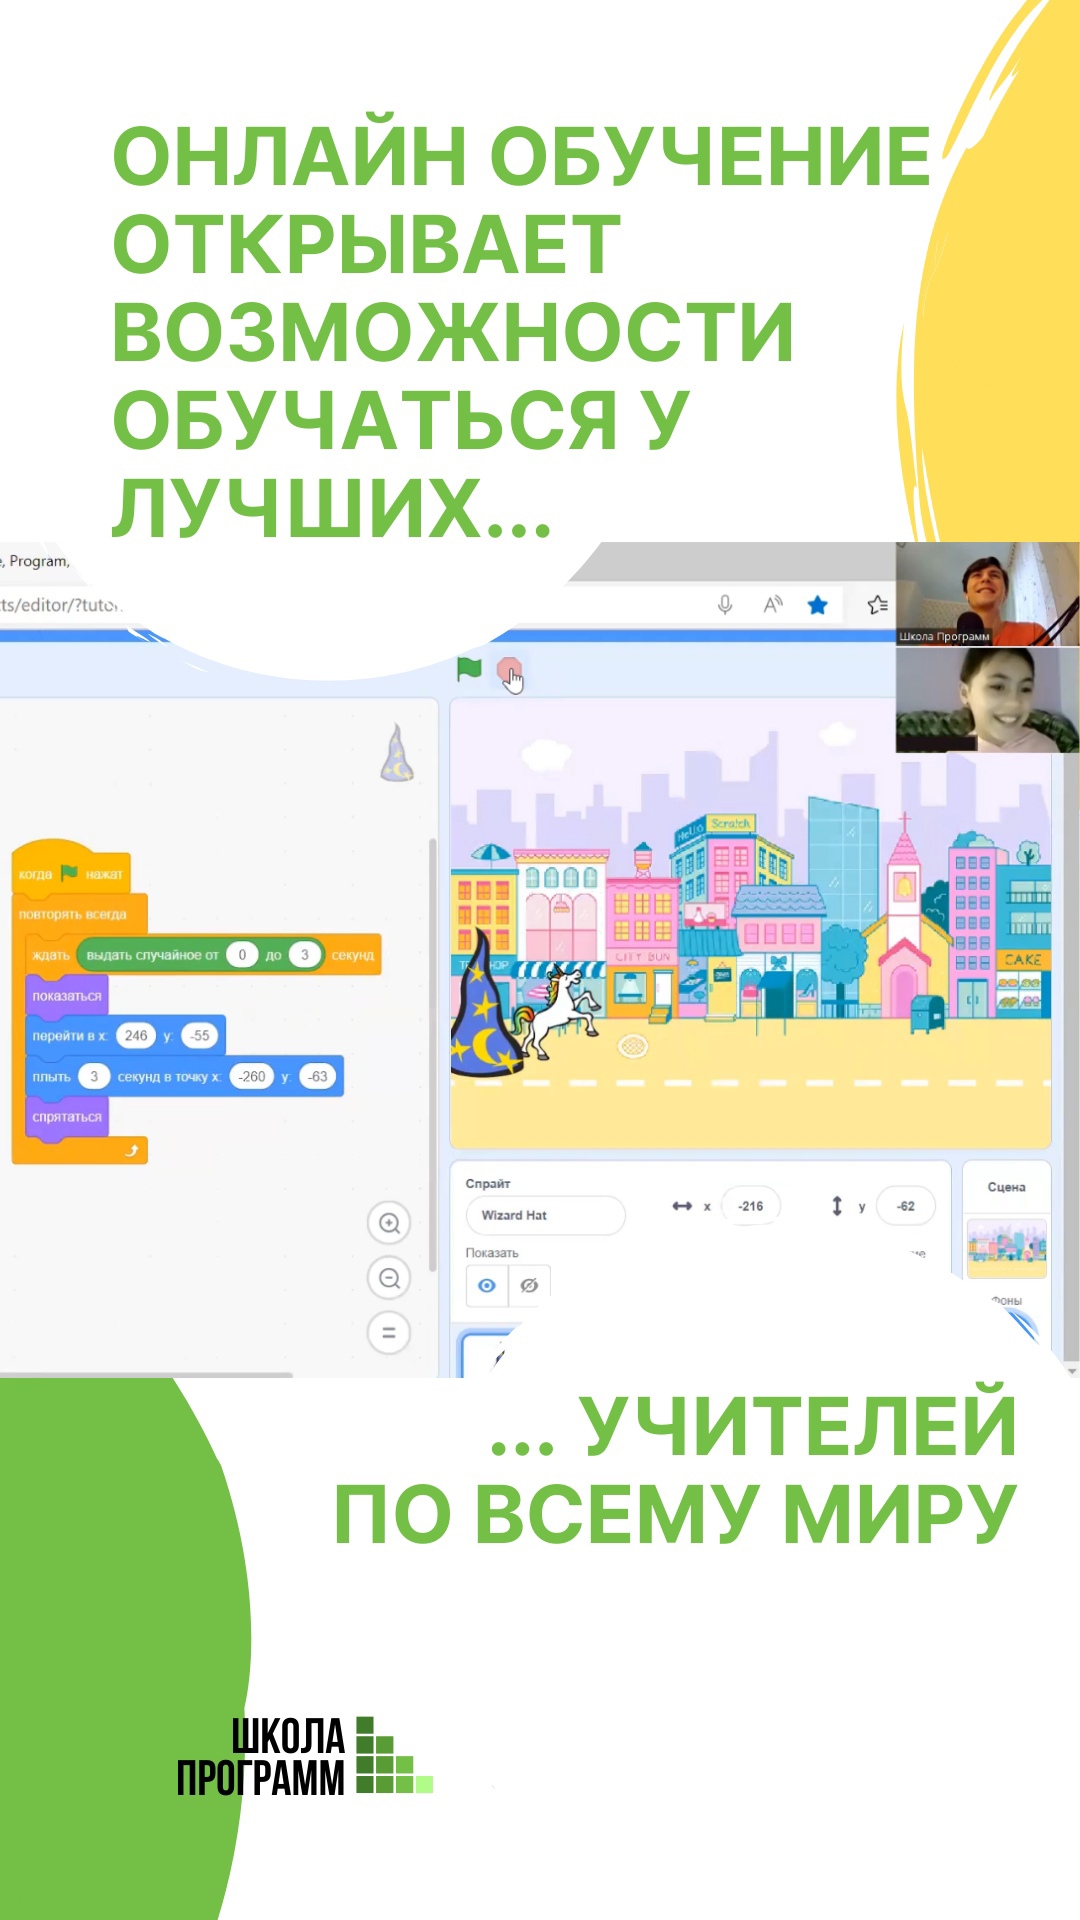 ОНЛАЙН ОБУЧЕНИЕ
ОТКРЫВАЕТ
ВОЗМОЖНОСТИ
ОБУЧАТЬСЯ У
ЛУЧШИХ...
, Program,
ts/editor/?tuto
Школа Программ
когда нажат
повторять всегда
ждать выдать случайное от 0 до 3 секунд
показаться
перейти в x: 246 y: -55
плыть 3 секунд в точку x: -260 y: -63
спрятаться
Hello
Scratch
CITY BUN
CAKE
Спрайт
Wizard Hat
x -216
y -62
Показать
Сцена
Фоны
... УЧИТЕЛЕЙ
ПО ВСЕМУ МИРУ
ШКОЛА
ПРОГРАММ